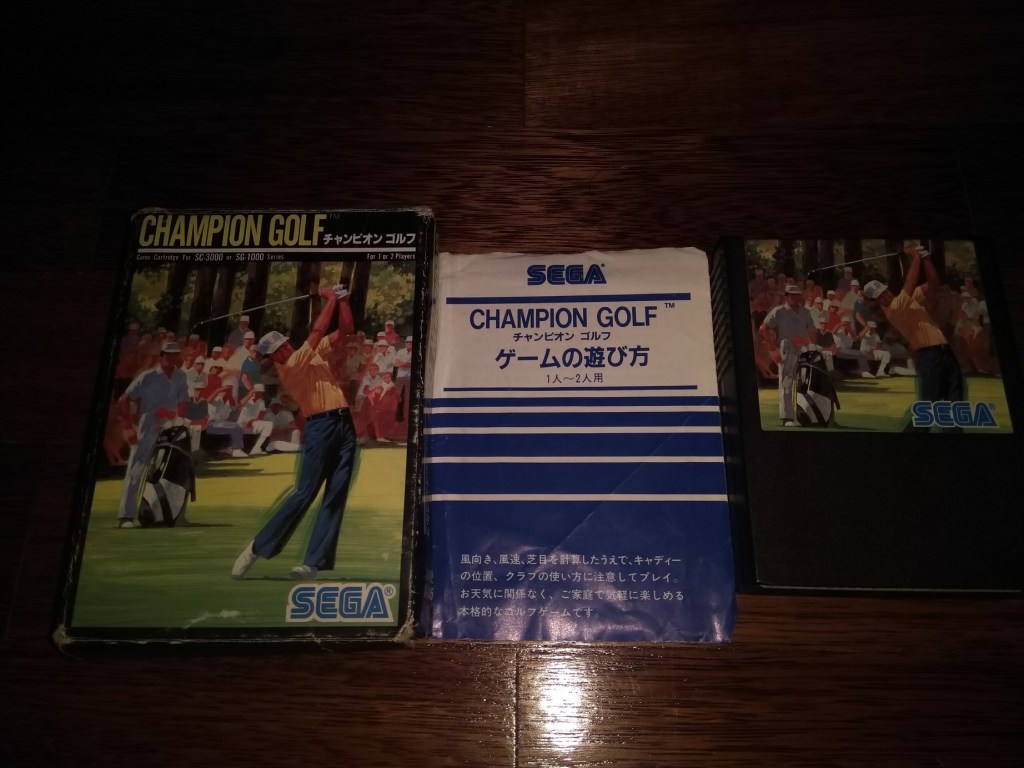 CHAMPION GOLF™
チャンピオン ゴルフ
Game Cartridge For SC-3000 or SG-1000 Series
For 1 or 2 Players
SEGA®
SEGA
CHAMPION GOLF™
チャンピオン ゴルフ
ゲームの遊び方
1人〜2人用
風向き、風速、芝目を計算したうえで、キャディー
の位置、クラブの使い方に注意してプレイ。
お天気に関係なく、ご家庭で気軽に楽しめる
本格的なゴルフゲームです。
SEGA®